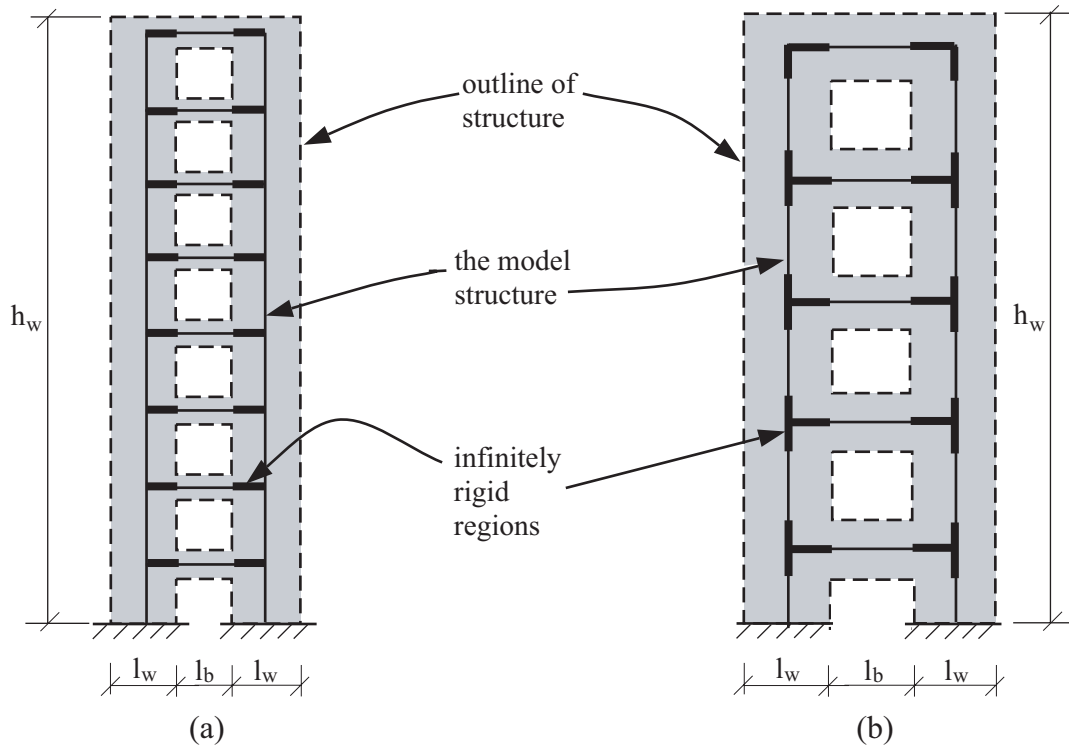 outline of
structure
h_w
the model
structure
h_w
infinitely
rigid
regions
l_w l_b l_w
l_w l_b l_w
(a)
(b)